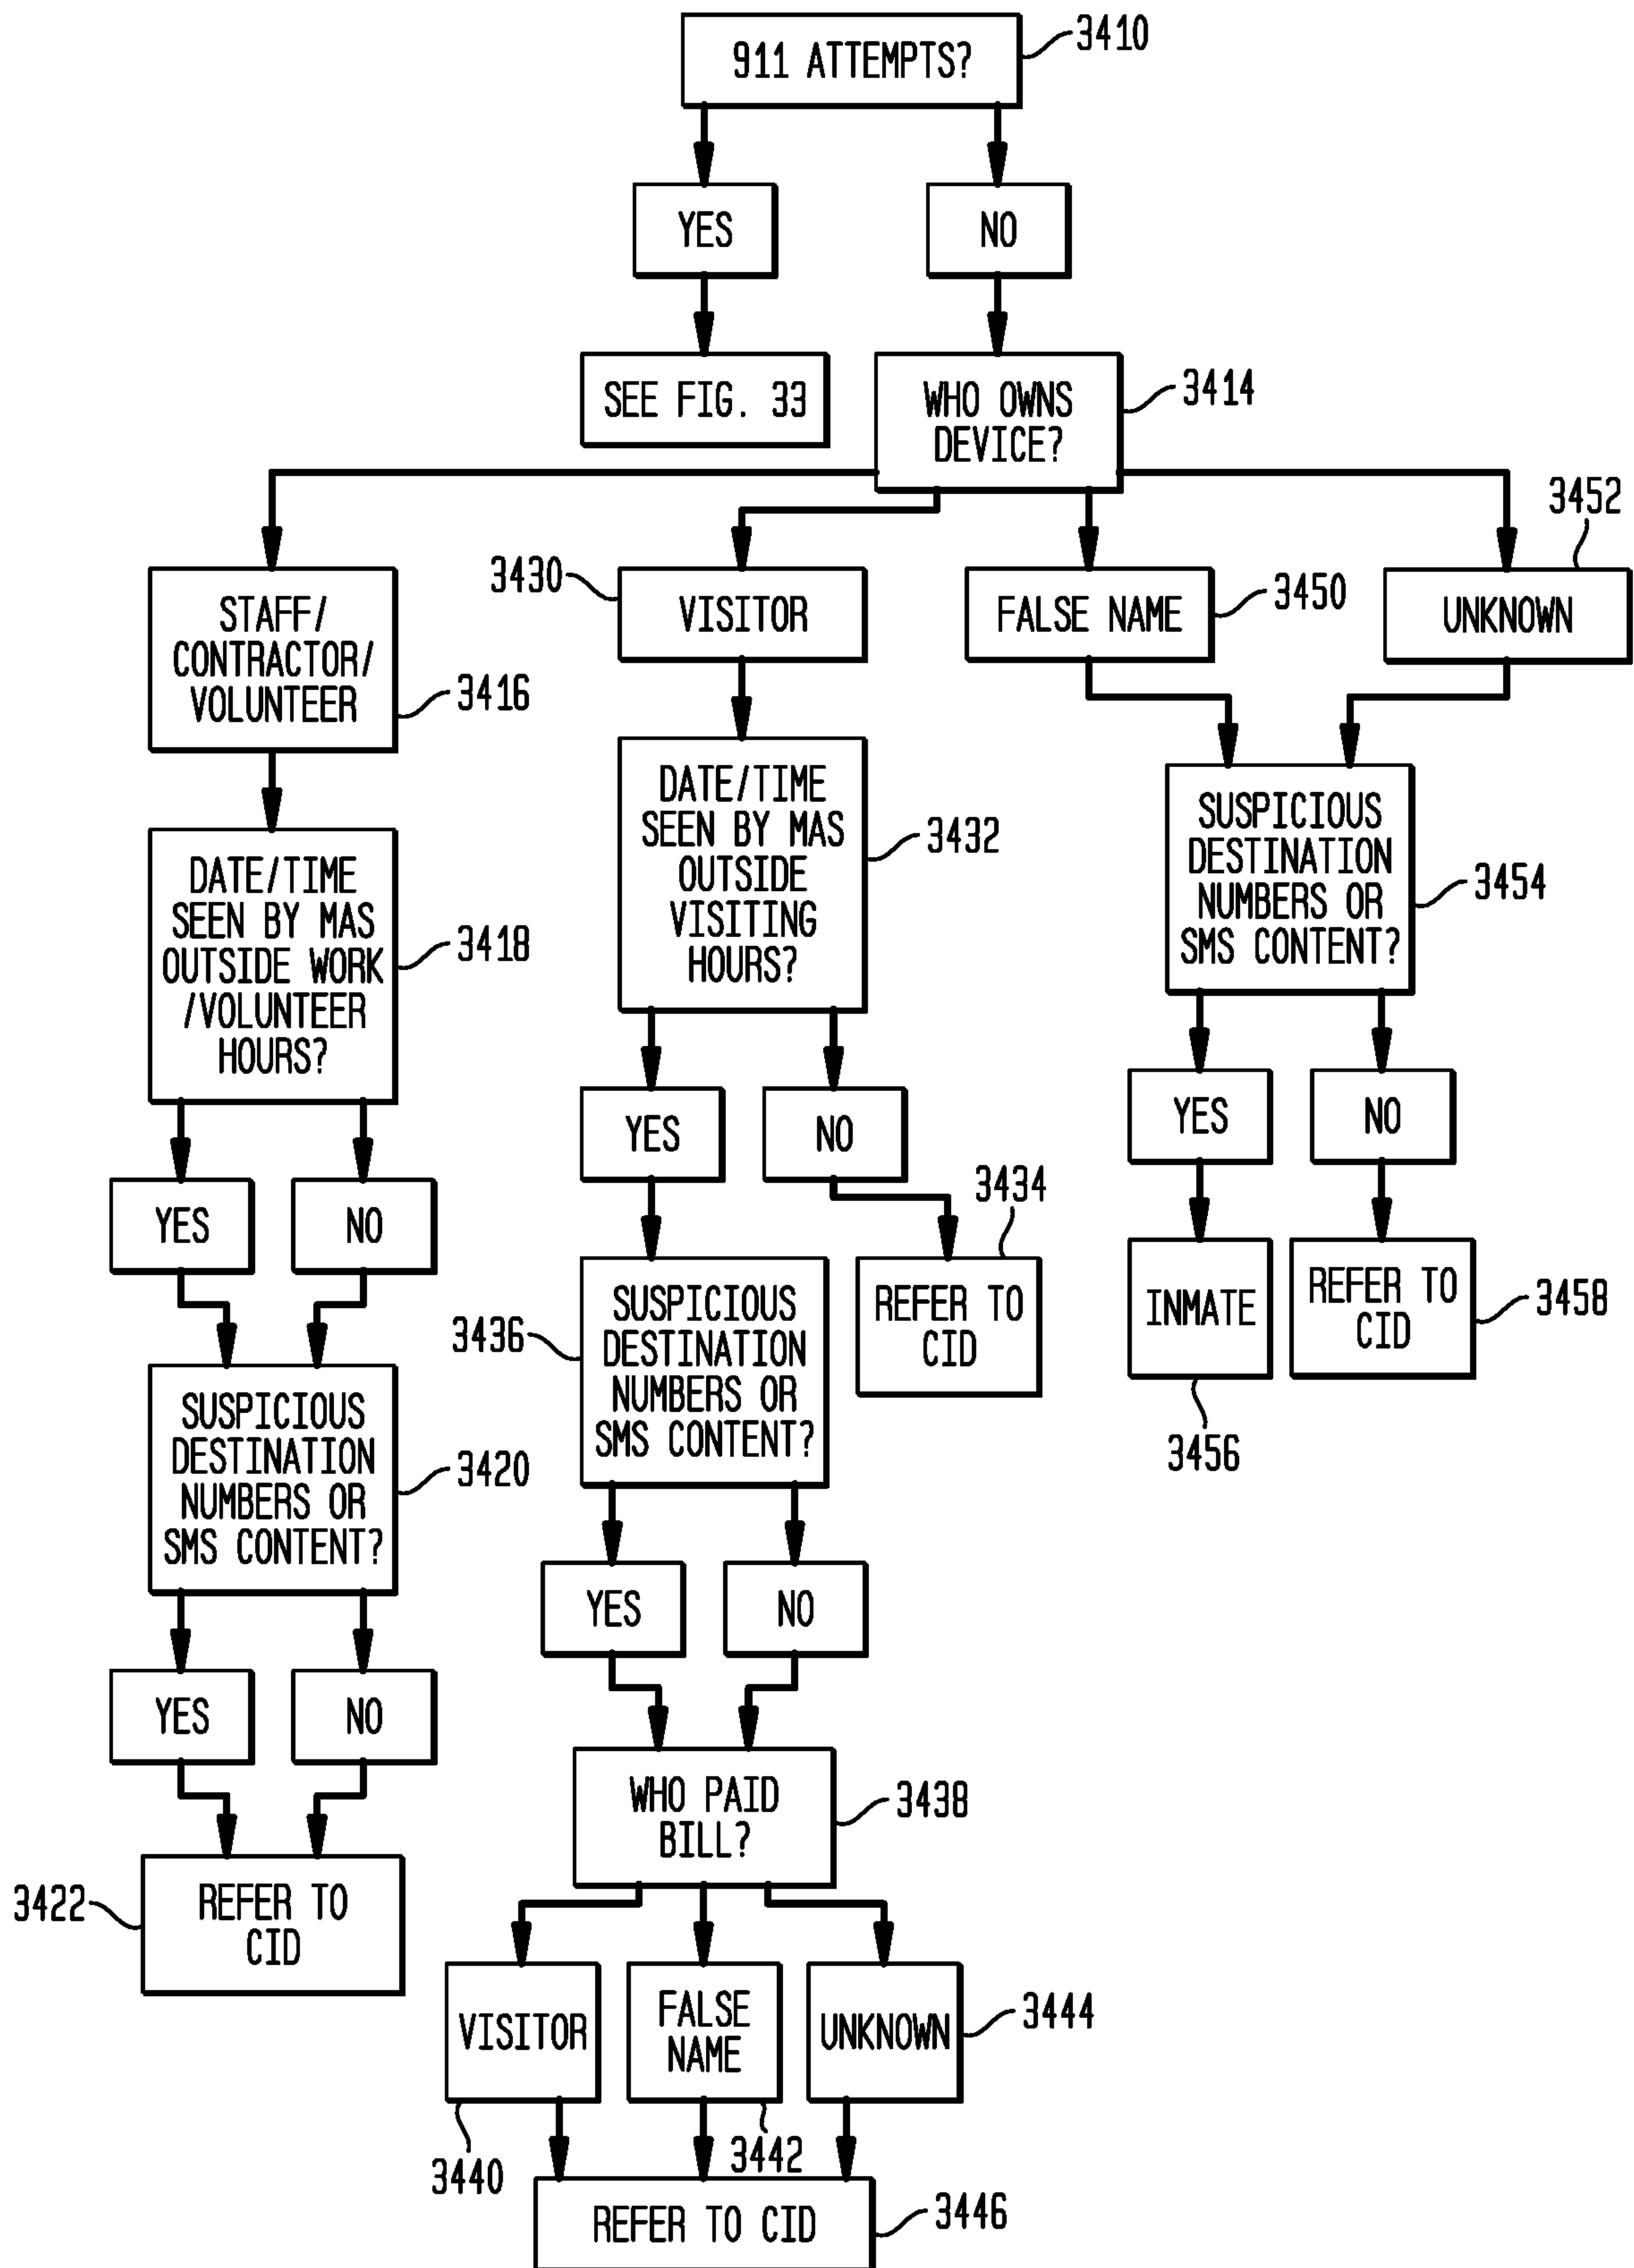 911 ATTEMPTS?
3410
YES
NO
SEE FIG. 33
WHO OWNS
DEVICE?
3414
STAFF/
CONTRACTOR/
VOLUNTEER
3416
3430
VISITOR
FALSE NAME
3450
3452
UNKNOWN
DATE/TIME
SEEN BY MAS
OUTSIDE WORK
/VOLUNTEER
HOURS?
3418
DATE/TIME
SEEN BY MAS
OUTSIDE
VISITING
HOURS?
3432
SUSPICIOUS
DESTINATION
NUMBERS OR
SMS CONTENT?
3454
YES
NO
YES
NO
YES
NO
3434
REFER TO
CID
INMATE
3456
REFER TO
CID
3458
SUSPICIOUS
DESTINATION
NUMBERS OR
SMS CONTENT?
3420
3436
SUSPICIOUS
DESTINATION
NUMBERS OR
SMS CONTENT?
YES
NO
YES
NO
3422
REFER TO
CID
WHO PAID
BILL?
3438
VISITOR
3440
FALSE
NAME
3442
UNKNOWN
3444
REFER TO CID
3446